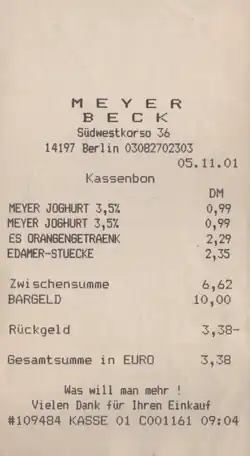 MEYER
BECK
Südwestkorso 36
14197 Berlin 03082702303
05.11.01
Kassenbon
DM
MEYER JOGHURT 3,5% 0,99
MEYER JOGHURT 3,5% 0,99
ES ORANGENGETRAENK 2,29
EDAMER-STUECKE 2,35
Zwischensumme 6,62
BARGELD 10,00
Rückgeld 3,38-
Gesamtsumme in EURO 3,38
Was will man mehr !
Vielen Dank für Ihren Einkauf
#109484 KASSE 01 C001161 09:04